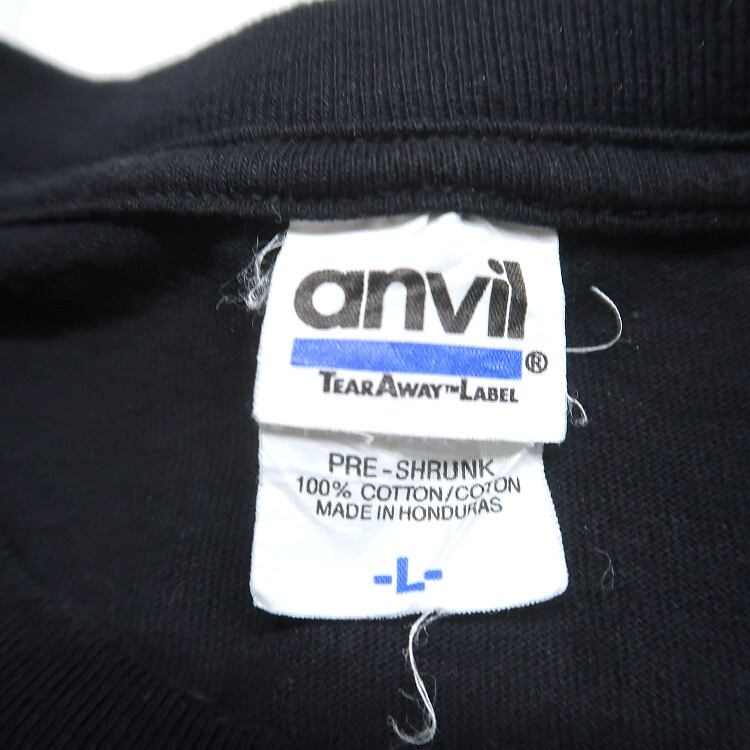 anvil®
TEARAWAY™LABEL
PRE-SHRUNK
100% COTTON/COTON
MADE IN HONDURAS
-L-